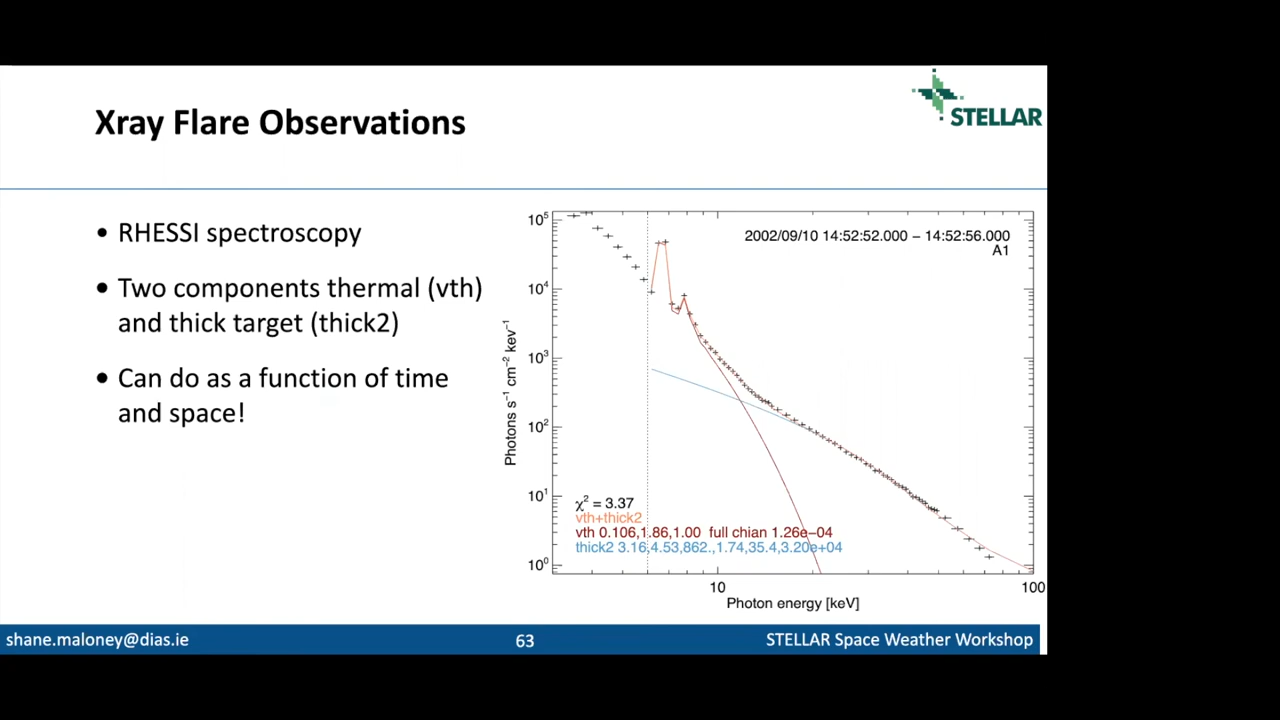 Xray Flare Observations
STELLAR
• RHESSI spectroscopy
• Two components thermal (vth)
and thick target (thick2)
• Can do as a function of time
and space!
2002/09/10 14:52:52.000 − 14:52:56.000
A1
10⁵
10⁴
10³
10²
10¹
10⁰
Photons s⁻¹ cm⁻² kev⁻¹
χ² = 3.37
vth+thick2
vth 0.106,1.86,1.00 full chian 1.26e−04
thick2 3.16,4.53,862.,1.74,35.4,3.20e+04
10
100
Photon energy [keV]
shane.maloney@dias.ie
63
STELLAR Space Weather Workshop